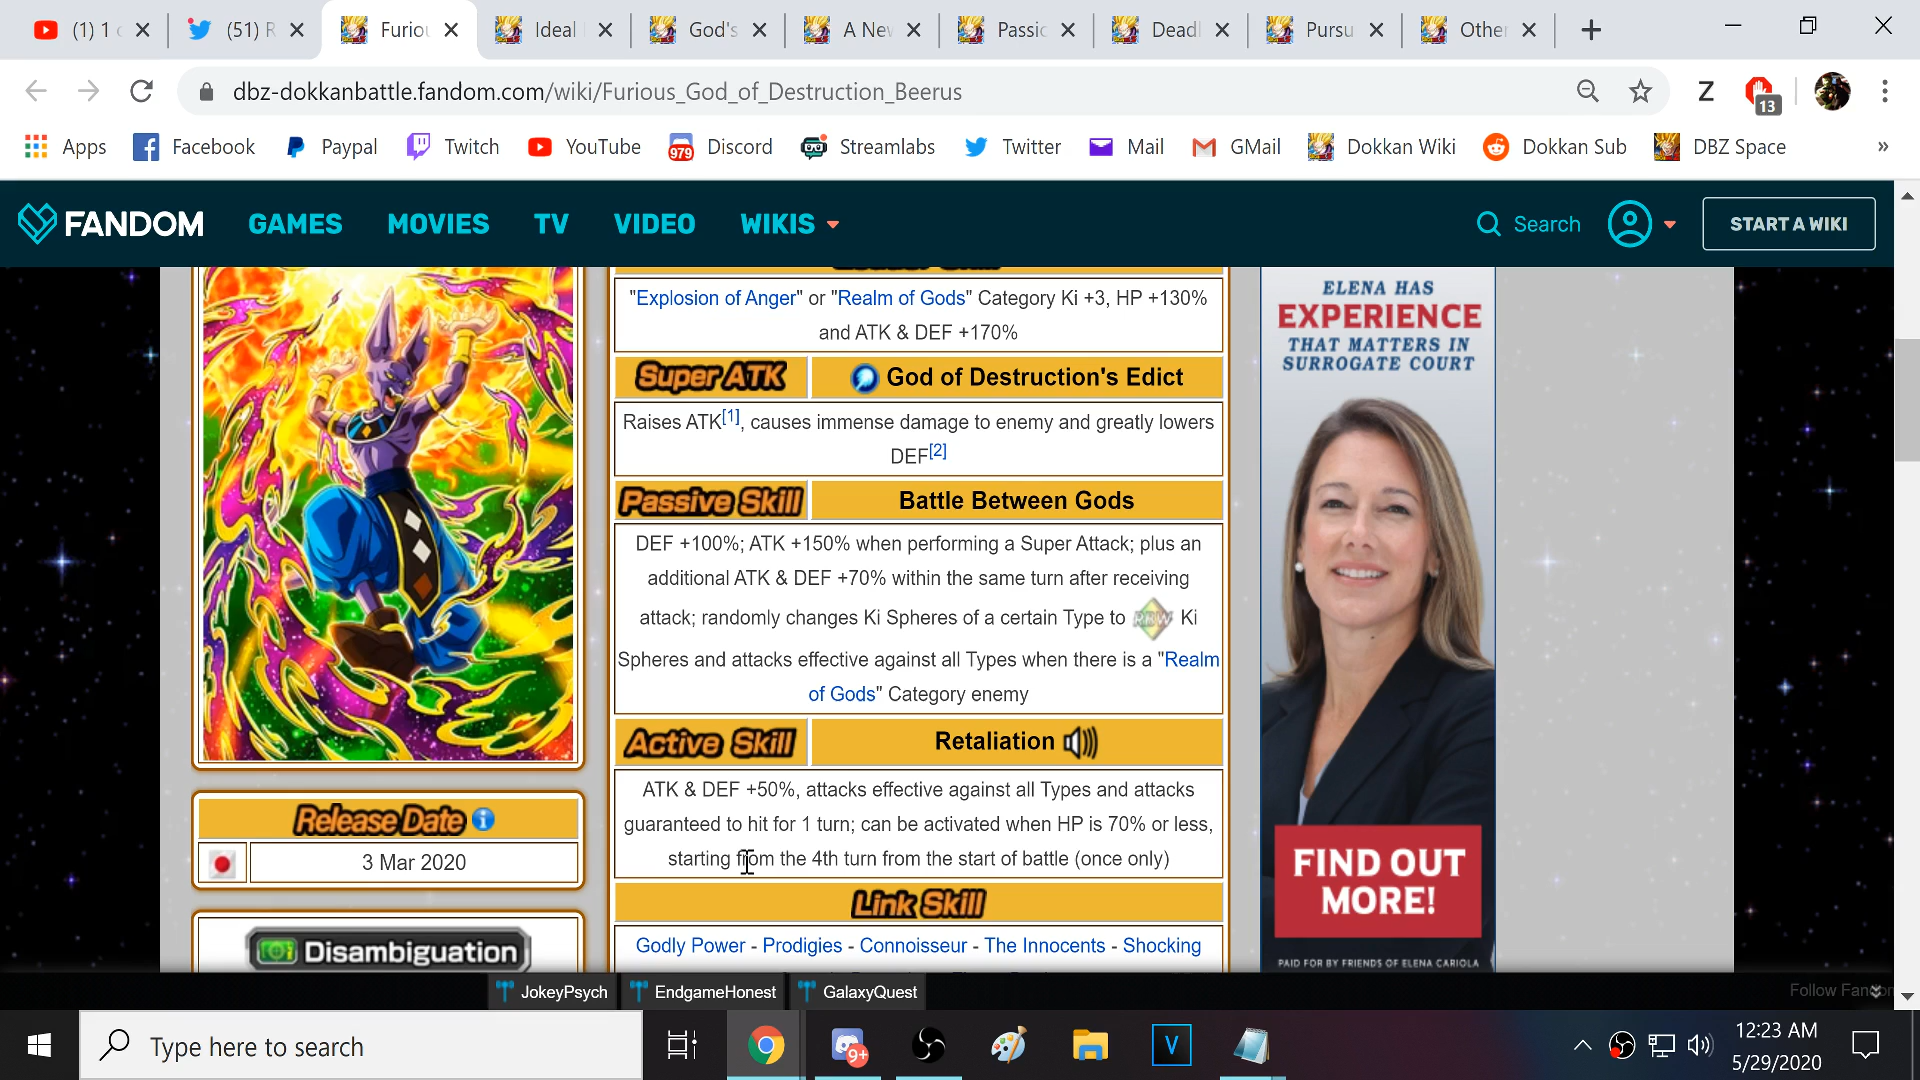 (1) 1 c
(51) R
Furiou
Ideal
God's
A Nev
Passic
Deadl
Pursu
Other
dbz-dokkanbattle.fandom.com/wiki/Furious_God_of_Destruction_Beerus
Z
13
Apps
Facebook
Paypal
Twitch
YouTube
979
Discord
Streamlabs
Twitter
Mail
GMail
Dokkan Wiki
Dokkan Sub
DBZ Space
»
FANDOM
GAMES
MOVIES
TV
VIDEO
WIKIS
Search
START A WIKI
"Explosion of Anger" or "Realm of Gods" Category Ki +3, HP +130%
and ATK & DEF +170%
Super ATK
God of Destruction's Edict
Raises ATK[1], causes immense damage to enemy and greatly lowers
DEF[2]
Passive Skill
Battle Between Gods
DEF +100%; ATK +150% when performing a Super Attack; plus an
additional ATK & DEF +70% within the same turn after receiving
attack; randomly changes Ki Spheres of a certain Type to RBW Ki
Spheres and attacks effective against all Types when there is a "Realm
of Gods" Category enemy
Active Skill
Retaliation
ATK & DEF +50%, attacks effective against all Types and attacks
guaranteed to hit for 1 turn; can be activated when HP is 70% or less,
starting from the 4th turn from the start of battle (once only)
Link Skill
Godly Power - Prodigies - Connoisseur - The Innocents - Shocking
Release Date
3 Mar 2020
Disambiguation
ELENA HAS
EXPERIENCE
THAT MATTERS IN
SURROGATE COURT
FIND OUT
MORE!
PAID FOR BY FRIENDS OF ELENA CARIOLA
JokeyPsych
EndgameHonest
GalaxyQuest
Follow Fandom
Type here to search
9+
V
12:23 AM
5/29/2020